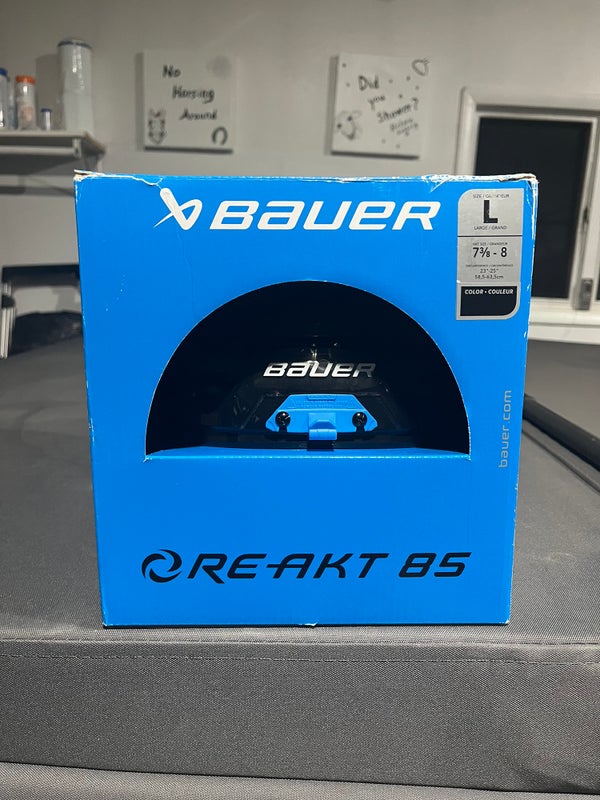 No
Horsing
Around
Did
you
Shower?
BAUER
SIZE / GRANDEUR
L
LARGE / GRAND
HAT SIZE / GRANDEUR
7⅜ - 8
23"-25"
58,5-63,5cm
COLOR • COULEUR
BAUER
bauer.com
RE-AKT 85